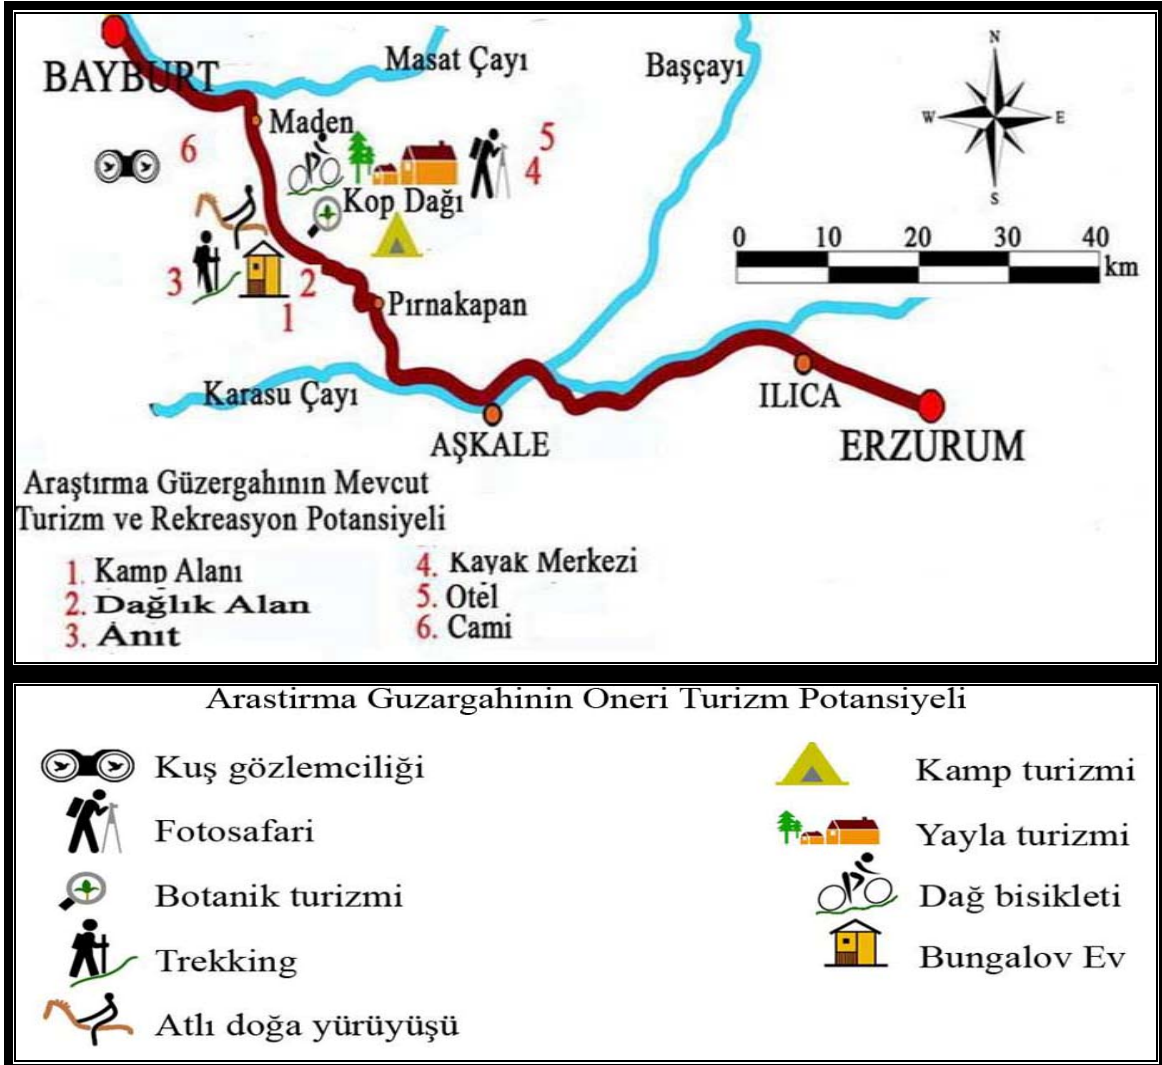 BAYBURT
Masat Çayı
Başçayı
N
W
E
S
Maden
6
5
4
Kop Dağı
0 10 20 30 40
km
3
2
1
Pırnakapan
Karasu Çayı
AŞKALE
ILICA
ERZURUM
Araştırma Güzergahının Mevcut
Turizm ve Rekreasyon Potansiyeli
1. Kamp Alanı
2. Dağlık Alan
3. Anıt
4. Kayak Merkezi
5. Otel
6. Cami
Arastirma Guzargahinin Oneri Turizm Potansiyeli
Kuş gözlemciliği
Fotosafari
Botanik turizmi
Trekking
Atlı doğa yürüyüşü
Kamp turizmi
Yayla turizmi
Dağ bisikleti
Bungalov Ev